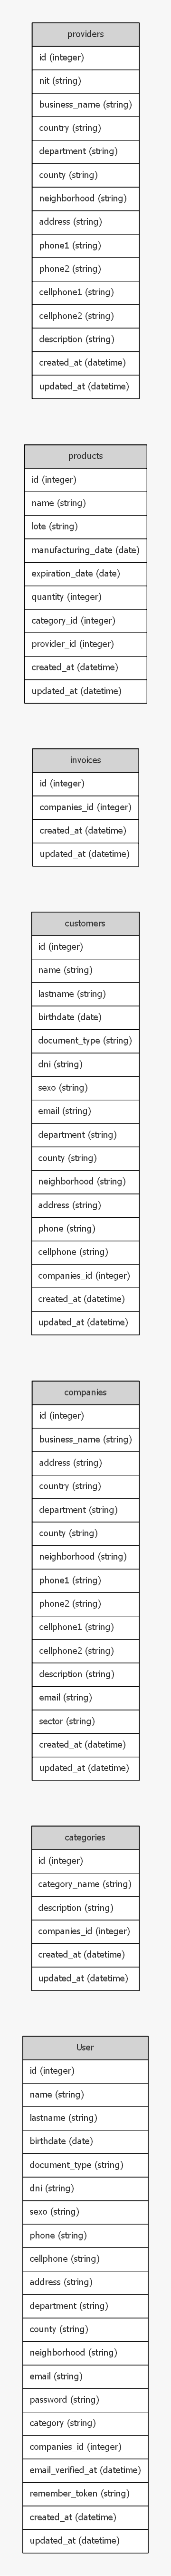 providers
id (integer)
nit (string)
business_name (string)
country (string)
department (string)
county (string)
neighborhood (string)
address (string)
phone1 (string)
phone2 (string)
cellphone1 (string)
cellphone2 (string)
description (string)
created_at (datetime)
updated_at (datetime)
products
id (integer)
name (string)
lote (string)
manufacturing_date (date)
expiration_date (date)
quantity (integer)
category_id (integer)
provider_id (integer)
created_at (datetime)
updated_at (datetime)
invoices
id (integer)
companies_id (integer)
created_at (datetime)
updated_at (datetime)
customers
id (integer)
name (string)
lastname (string)
birthdate (date)
document_type (string)
dni (string)
sexo (string)
email (string)
department (string)
county (string)
neighborhood (string)
address (string)
phone (string)
cellphone (string)
companies_id (integer)
created_at (datetime)
updated_at (datetime)
companies
id (integer)
business_name (string)
address (string)
country (string)
department (string)
county (string)
neighborhood (string)
phone1 (string)
phone2 (string)
cellphone1 (string)
cellphone2 (string)
description (string)
email (string)
sector (string)
created_at (datetime)
updated_at (datetime)
categories
id (integer)
category_name (string)
description (string)
companies_id (integer)
created_at (datetime)
updated_at (datetime)
User
id (integer)
name (string)
lastname (string)
birthdate (date)
document_type (string)
dni (string)
sexo (string)
phone (string)
cellphone (string)
address (string)
department (string)
county (string)
neighborhood (string)
email (string)
password (string)
category (string)
companies_id (integer)
email_verified_at (datetime)
remember_token (string)
created_at (datetime)
updated_at (datetime)